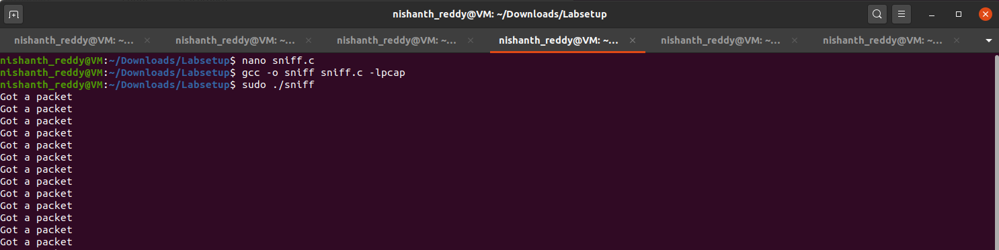 nishanth_reddy@VM: ~/Downloads/Labsetup
nishanth_reddy@VM: ~... nishanth_reddy@VM: ~... nishanth_reddy@VM: ~... nishanth_reddy@VM: ~... nishanth_reddy@VM: ~... nishanth_reddy@VM: ~...
nishanth_reddy@VM:~/Downloads/Labsetup$ nano sniff.c
nishanth_reddy@VM:~/Downloads/Labsetup$ gcc -o sniff sniff.c -lpcap
nishanth_reddy@VM:~/Downloads/Labsetup$ sudo ./sniff
Got a packet
Got a packet
Got a packet
Got a packet
Got a packet
Got a packet
Got a packet
Got a packet
Got a packet
Got a packet
Got a packet
Got a packet
Got a packet